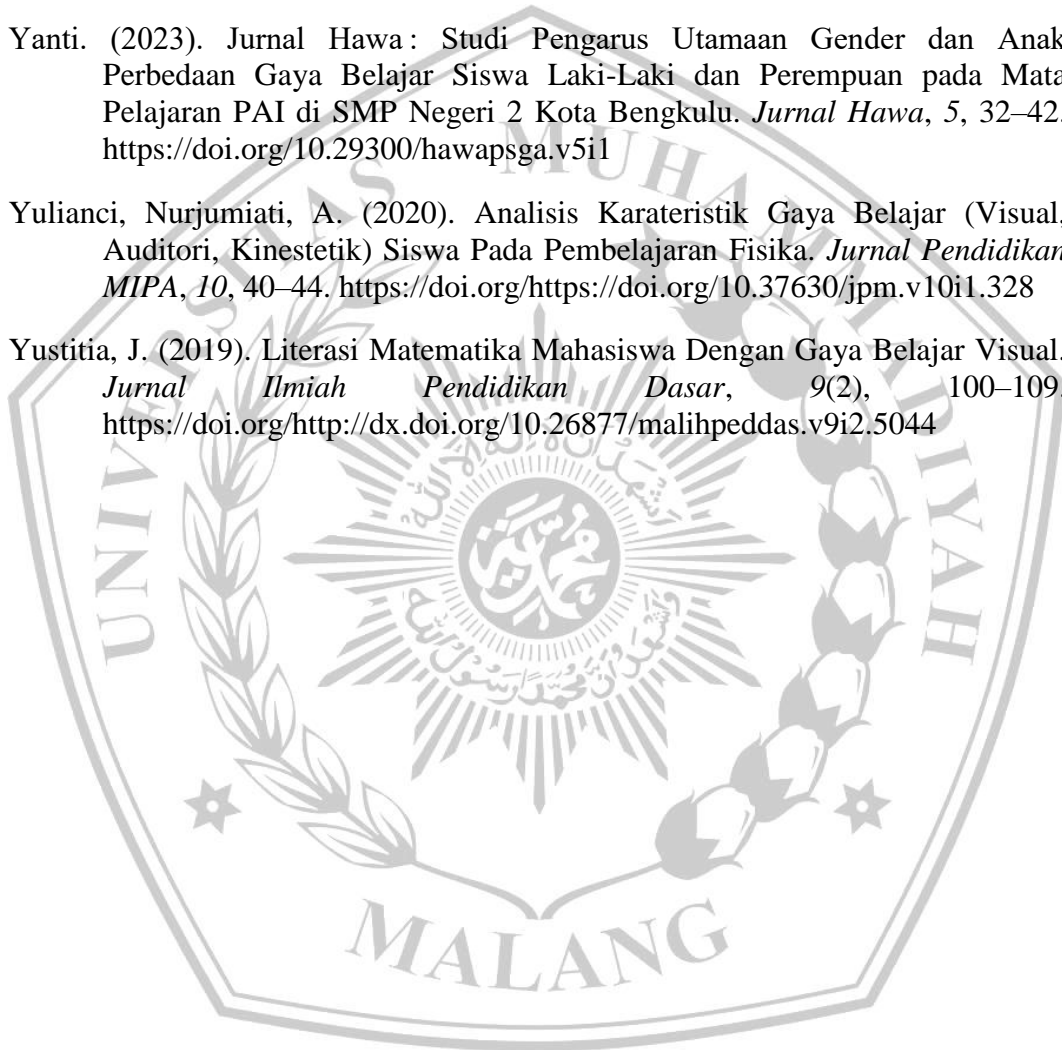 Yanti. (2023). Jurnal Hawa : Studi Pengarus Utamaan Gender dan Anak
Perbedaan Gaya Belajar Siswa Laki-Laki dan Perempuan pada Mata
Pelajaran PAI di SMP Negeri 2 Kota Bengkulu. Jurnal Hawa, 5, 32–42.
https://doi.org/10.29300/hawapsga.v5i1
Yulianci, Nurjumiati, A. (2020). Analisis Karateristik Gaya Belajar (Visual,
Auditori, Kinestetik) Siswa Pada Pembelajaran Fisika. Jurnal Pendidikan
MIPA, 10, 40–44. https://doi.org/https://doi.org/10.37630/jpm.v10i1.328
Yustitia, J. (2019). Literasi Matematika Mahasiswa Dengan Gaya Belajar Visual.
Jurnal Ilmiah Pendidikan Dasar, 9(2), 100–109.
https://doi.org/http://dx.doi.org/10.26877/malihpeddas.v9i2.5044
UNIVERSITAS MUHAMMADIYAH
MALANG